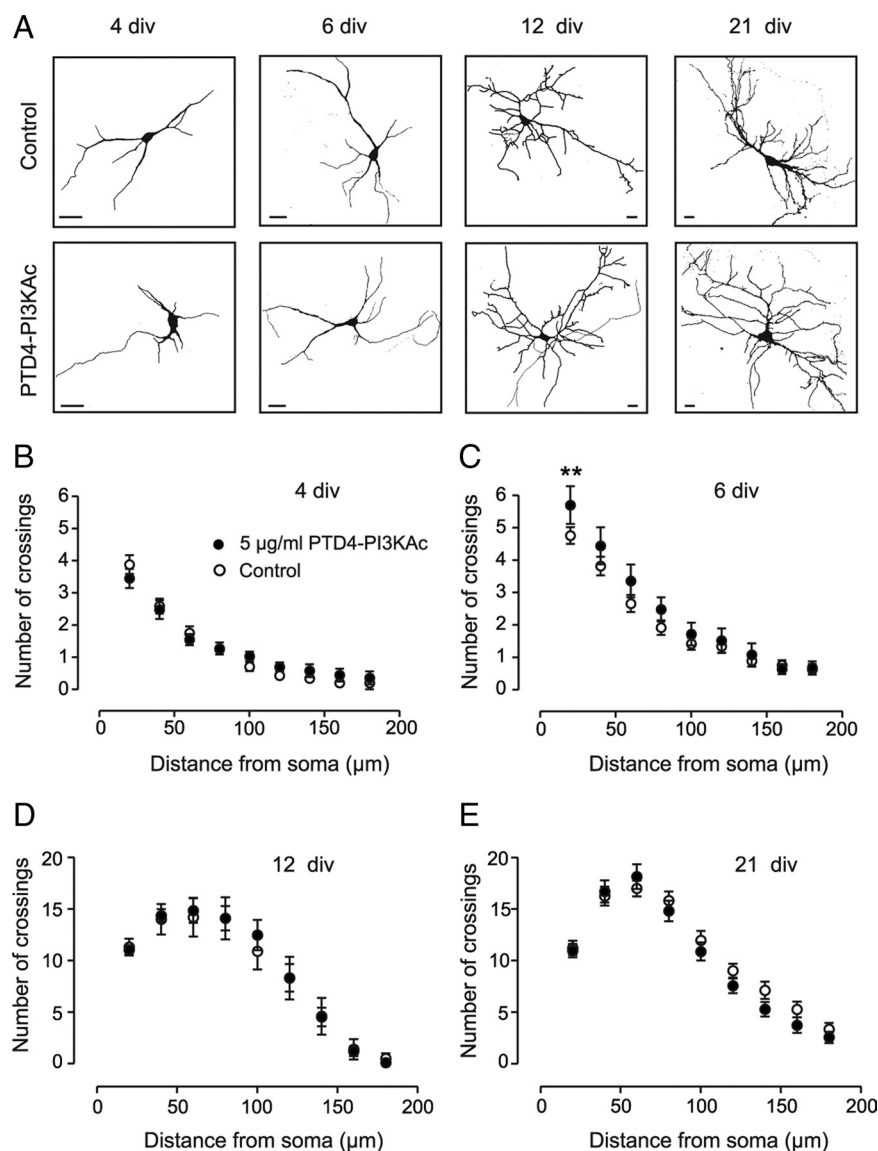 A
4 div
6 div
12 div
21 div
Control
PTD4-PI3KAc
B
4 div
Number of crossings
6
5
4
3
2
1
0
5 µg/ml PTD4-PI3KAc
Control
0
50
100
150
200
Distance from soma (µm)
C
**
6 div
Number of crossings
6
5
4
3
2
1
0
0
50
100
150
200
Distance from soma (µm)
D
12 div
Number of crossings
20
15
10
5
0
0
50
100
150
200
Distance from soma (µm)
E
21 div
Number of crossings
20
15
10
5
0
0
50
100
150
200
Distance from soma (µm)